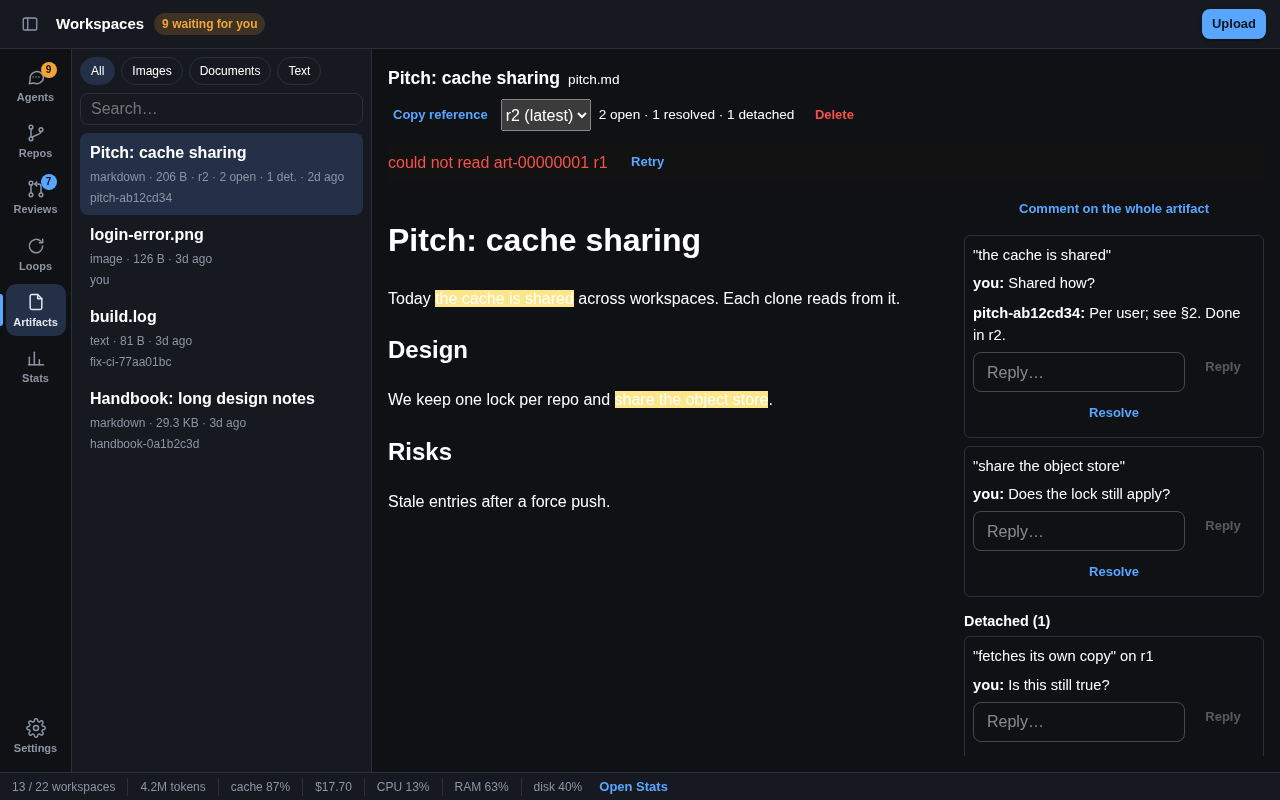 Workspaces 9 waiting for you Upload
Agents 9
Repos
Reviews 7
Loops
Artifacts
Stats
Settings
All Images Documents Text
Search…
Pitch: cache sharing
markdown · 206 B · r2 · 2 open · 1 det. · 2d ago
pitch-ab12cd34
login-error.png
image · 126 B · 3d ago
you
build.log
text · 81 B · 3d ago
fix-ci-77aa01bc
Handbook: long design notes
markdown · 29.3 KB · 3d ago
handbook-0a1b2c3d
Pitch: cache sharing pitch.md
Copy reference r2 (latest) 2 open · 1 resolved · 1 detached Delete
could not read art-00000001 r1 Retry
Pitch: cache sharing
Today the cache is shared across workspaces. Each clone reads from it.
Design
We keep one lock per repo and share the object store.
Risks
Stale entries after a force push.
Comment on the whole artifact
"the cache is shared"
you: Shared how?
pitch-ab12cd34: Per user; see §2. Done
in r2.
Reply… Reply
Resolve
"share the object store"
you: Does the lock still apply?
Reply… Reply
Resolve
Detached (1)
"fetches its own copy" on r1
you: Is this still true?
Reply… Reply
13 / 22 workspaces 4.2M tokens cache 87% $17.70 CPU 13% RAM 63% disk 40% Open Stats